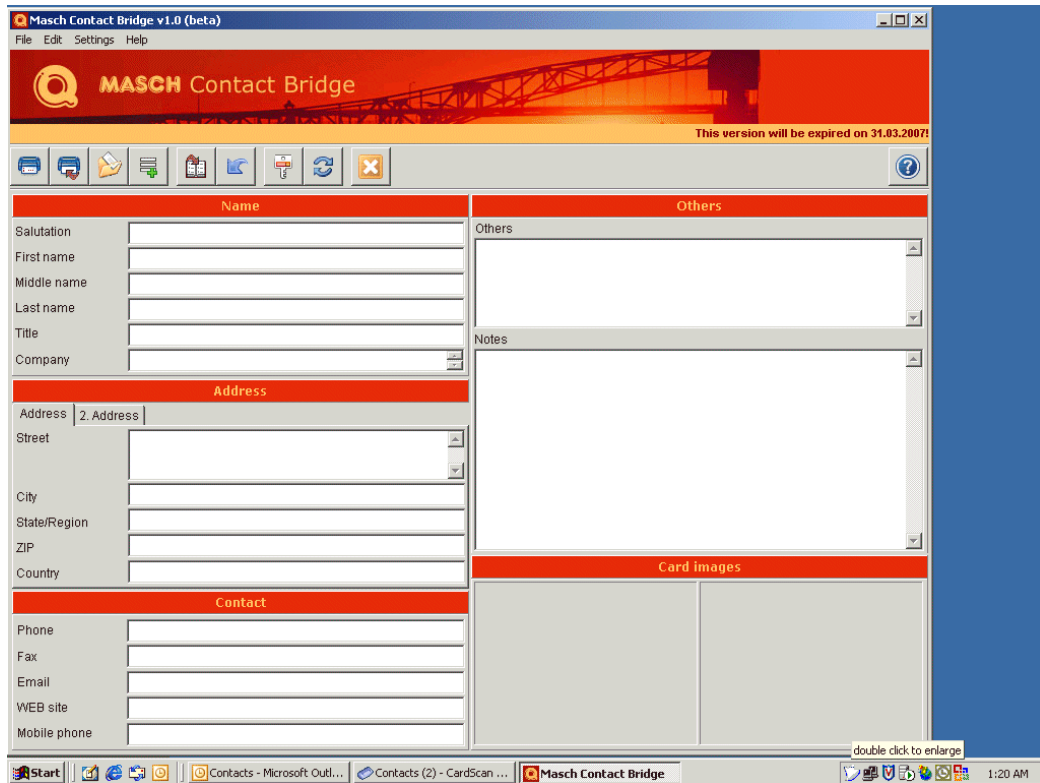 Masch Contact Bridge v1.0 (beta)
File Edit Settings Help
MASCH Contact Bridge
This version will be expired on 31.03.2007!
Name
Salutation
First name
Middle name
Last name
Title
Company
Address
Address 2. Address
Street
City
State/Region
ZIP
Country
Contact
Phone
Fax
Email
WEB site
Mobile phone
Others
Others
Notes
Card images
double click to enlarge
Start Contacts - Microsoft Outl... Contacts (2) - CardScan ... Masch Contact Bridge 1:20 AM